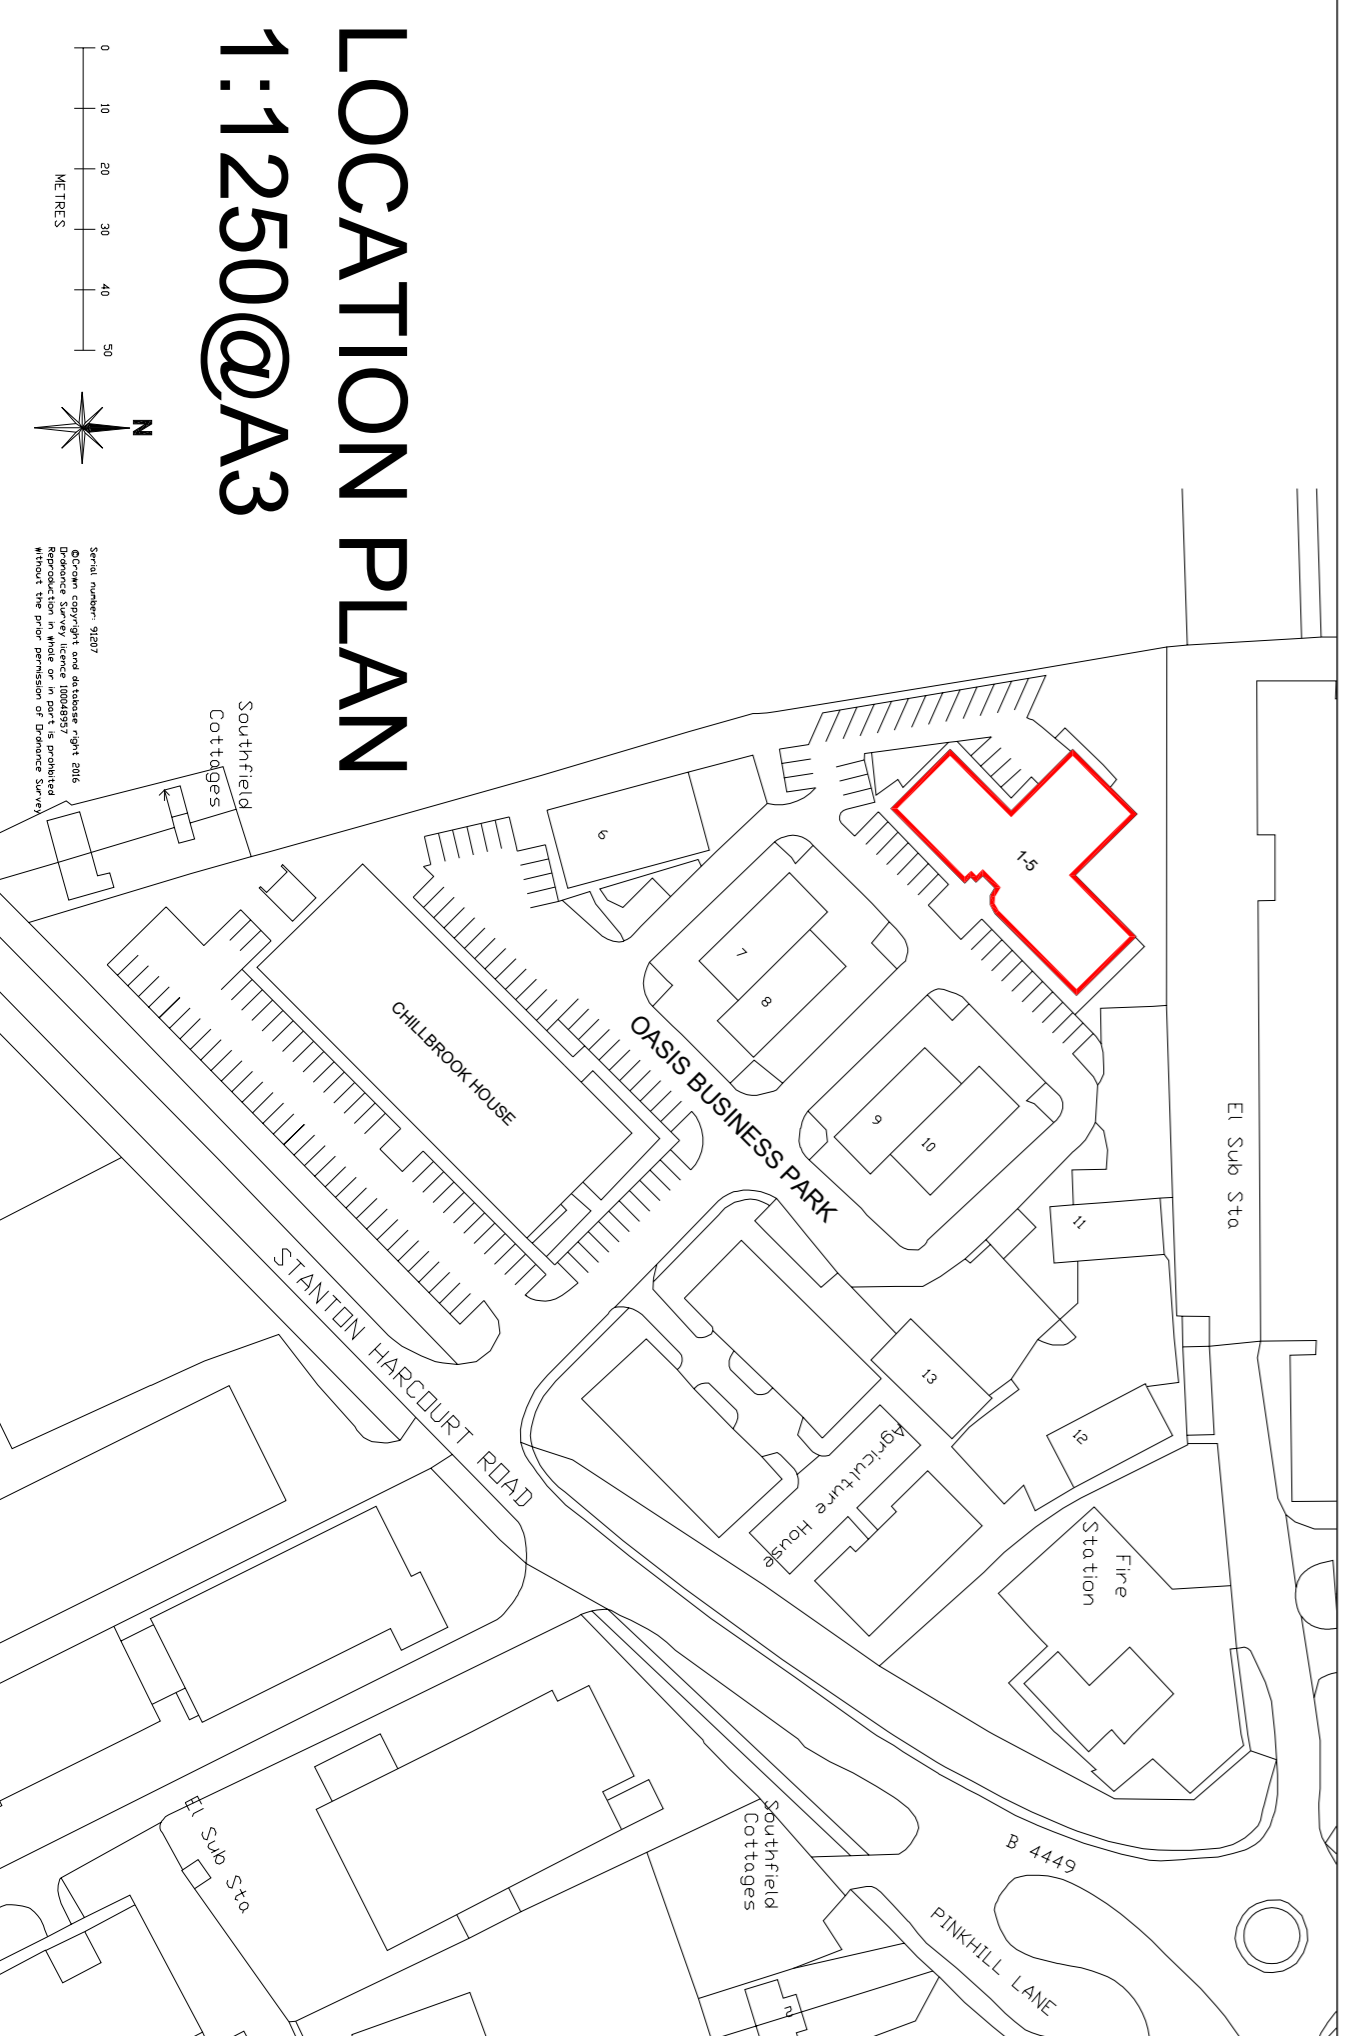 LOCATION PLAN
1:1250@A3
0 10 20 30 40 50
METRES
N
Serial number: 91207
©Crown copyright and database right 2016
Ordnance Survey licence 100048957
Reproduction in whole or in part is prohibited
without the prior permission of Ordnance Survey
Southfield
Cottages
6
1-5
7
8
9
10
El Sub Sta
CHILLBROOK HOUSE
OASIS BUSINESS PARK
11
12
13
STANTON HARCOURT ROAD
Agriculture House
Fire
Station
El Sub Sta
Southfield
Cottages
B 4449
PINKHILL LANE
2